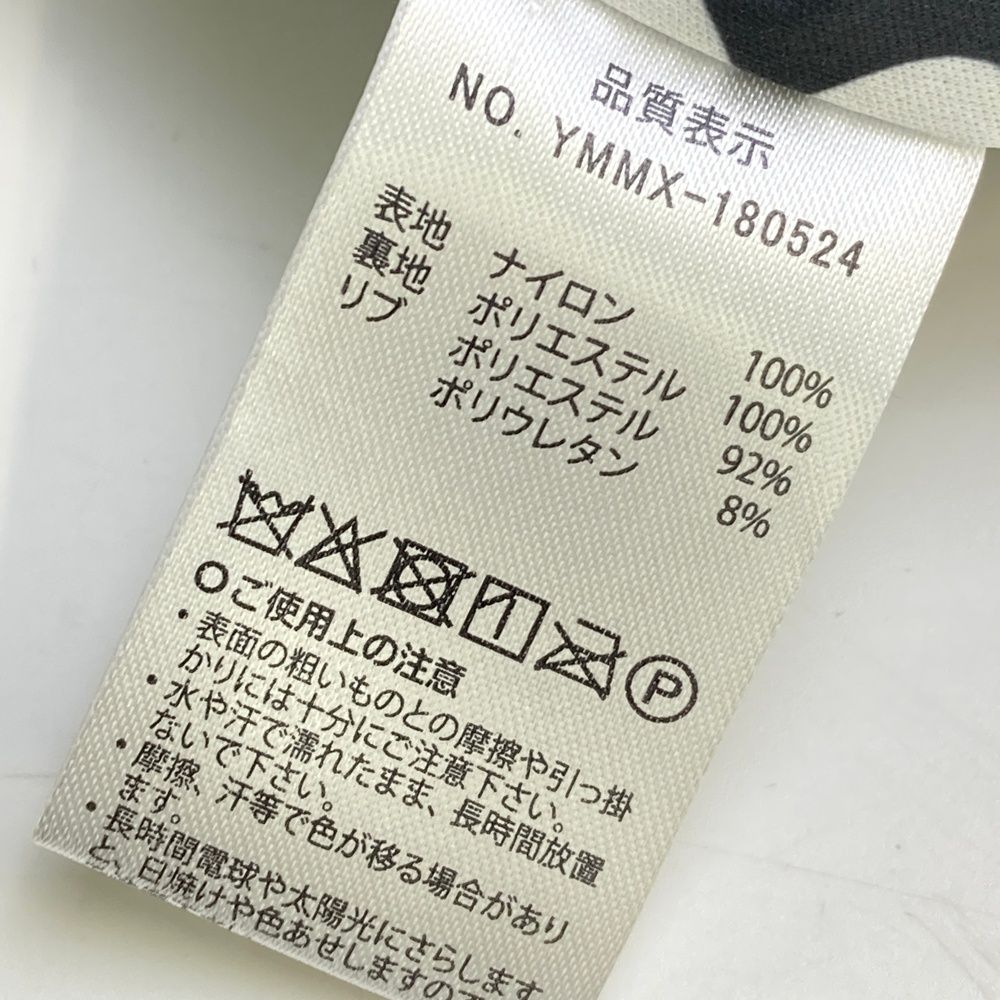 品質表示
NO. YMMX-180524
表地 ナイロン 100%
裏地 ポリエステル 100%
リブ ポリエステル 92%
ポリウレタン 8%
P
○ご使用上の注意
・表面の粗いものとの摩擦や引っ掛
かりには十分にご注意下さい。
・水や汗で濡れたまま、長時間放置
ないで下さい。
・摩擦、汗等で色が移る場合があり
ます。
・長時間電球や太陽光にさらします
と、日焼けや色あせしますので